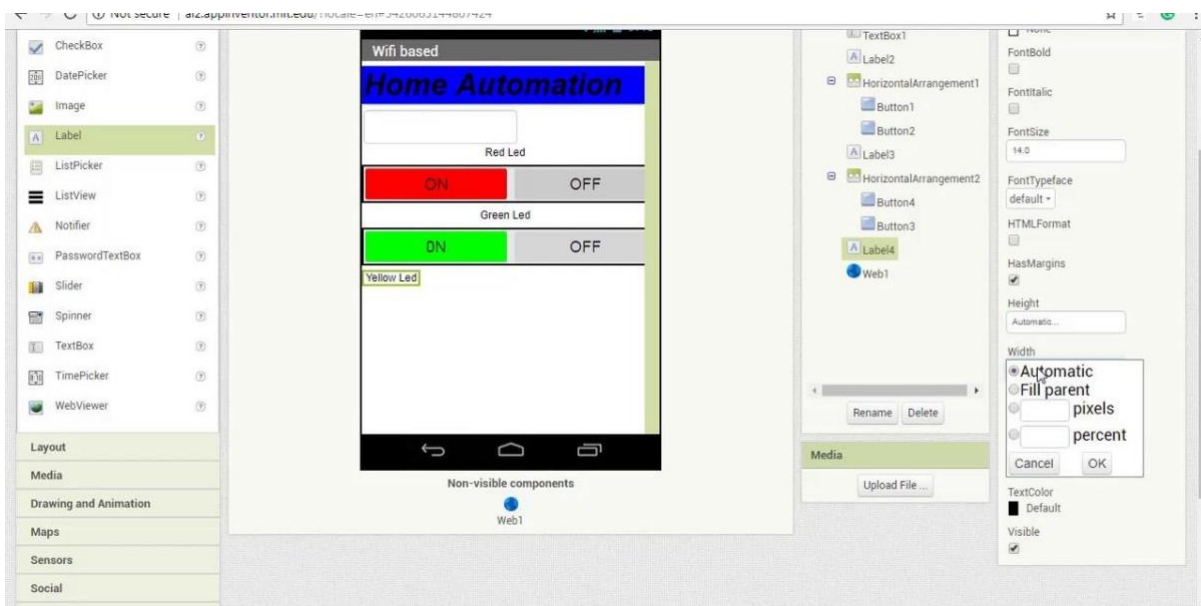 Not secure
ai2.appinventor.mit.edu/?locale=en#5426063144807424
CheckBox
DatePicker
Image
Label
ListPicker
ListView
Notifier
PasswordTextBox
Slider
Spinner
TextBox
TimePicker
WebViewer
Layout
Media
Drawing and Animation
Maps
Sensors
Social
Wifi based
Home Automation
Red Led
ON
OFF
Green Led
ON
OFF
Yellow Led
Non-visible components
Web1
TextBox1
Label2
HorizontalArrangement1
Button1
Button2
Label3
HorizontalArrangement2
Button4
Button3
Label4
Web1
Rename
Delete
Media
Upload File ...
None
FontBold
FontItalic
FontSize
14.0
FontTypeface
default
HTMLFormat
HasMargins
Height
Automatic...
Width
Automatic
Fill parent
pixels
percent
Cancel
OK
TextColor
Default
Visible